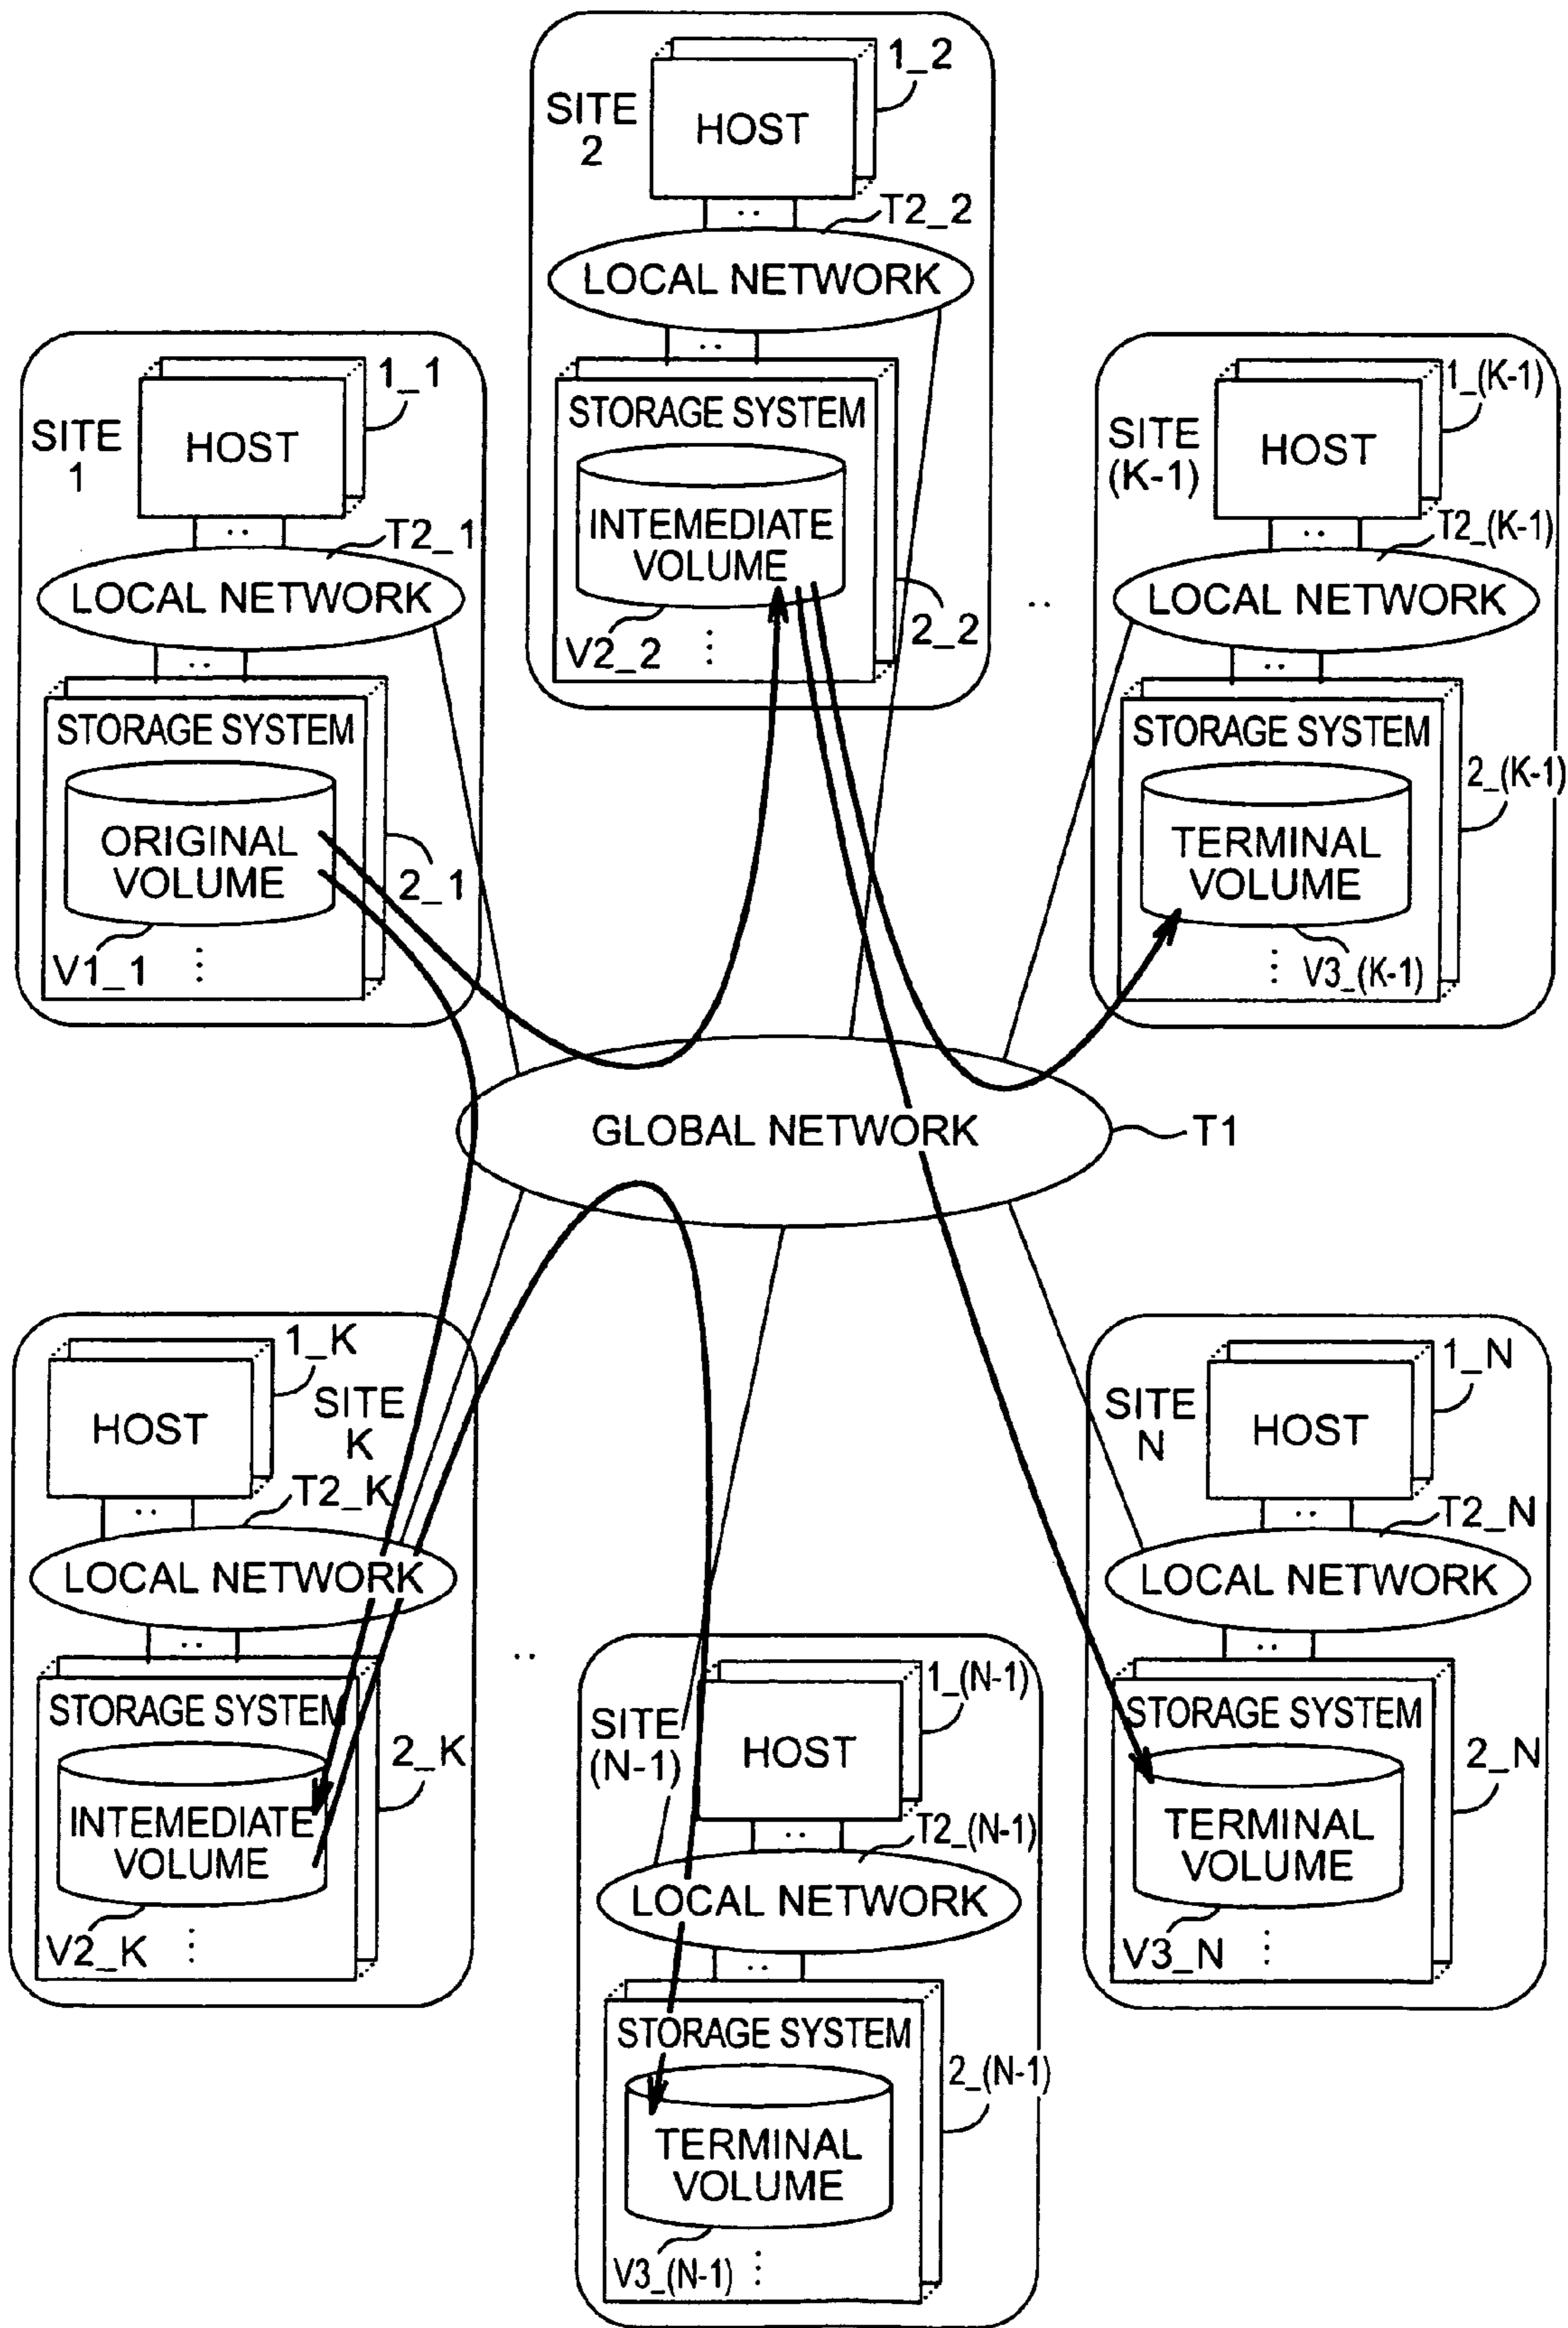 1_2
SITE
2
HOST
T2_2
LOCAL NETWORK
STORAGE SYSTEM
INTEMEDIATE
VOLUME
V2_2
2_2
1_1
SITE
1
HOST
T2_1
LOCAL NETWORK
STORAGE SYSTEM
ORIGINAL
VOLUME
2_1
V1_1
1_(K-1)
SITE
(K-1)
HOST
T2_(K-1)
LOCAL NETWORK
STORAGE SYSTEM
2_(K-1)
TERMINAL
VOLUME
V3_(K-1)
GLOBAL NETWORK
T1
1_K
SITE
K
HOST
T2_K
LOCAL NETWORK
STORAGE SYSTEM
2_K
INTEMEDIATE
VOLUME
V2_K
1_(N-1)
SITE
(N-1)
HOST
T2_(N-1)
LOCAL NETWORK
STORAGE SYSTEM
2_(N-1)
TERMINAL
VOLUME
V3_(N-1)
1_N
SITE
N
HOST
T2_N
LOCAL NETWORK
STORAGE SYSTEM
2_N
TERMINAL
VOLUME
V3_N